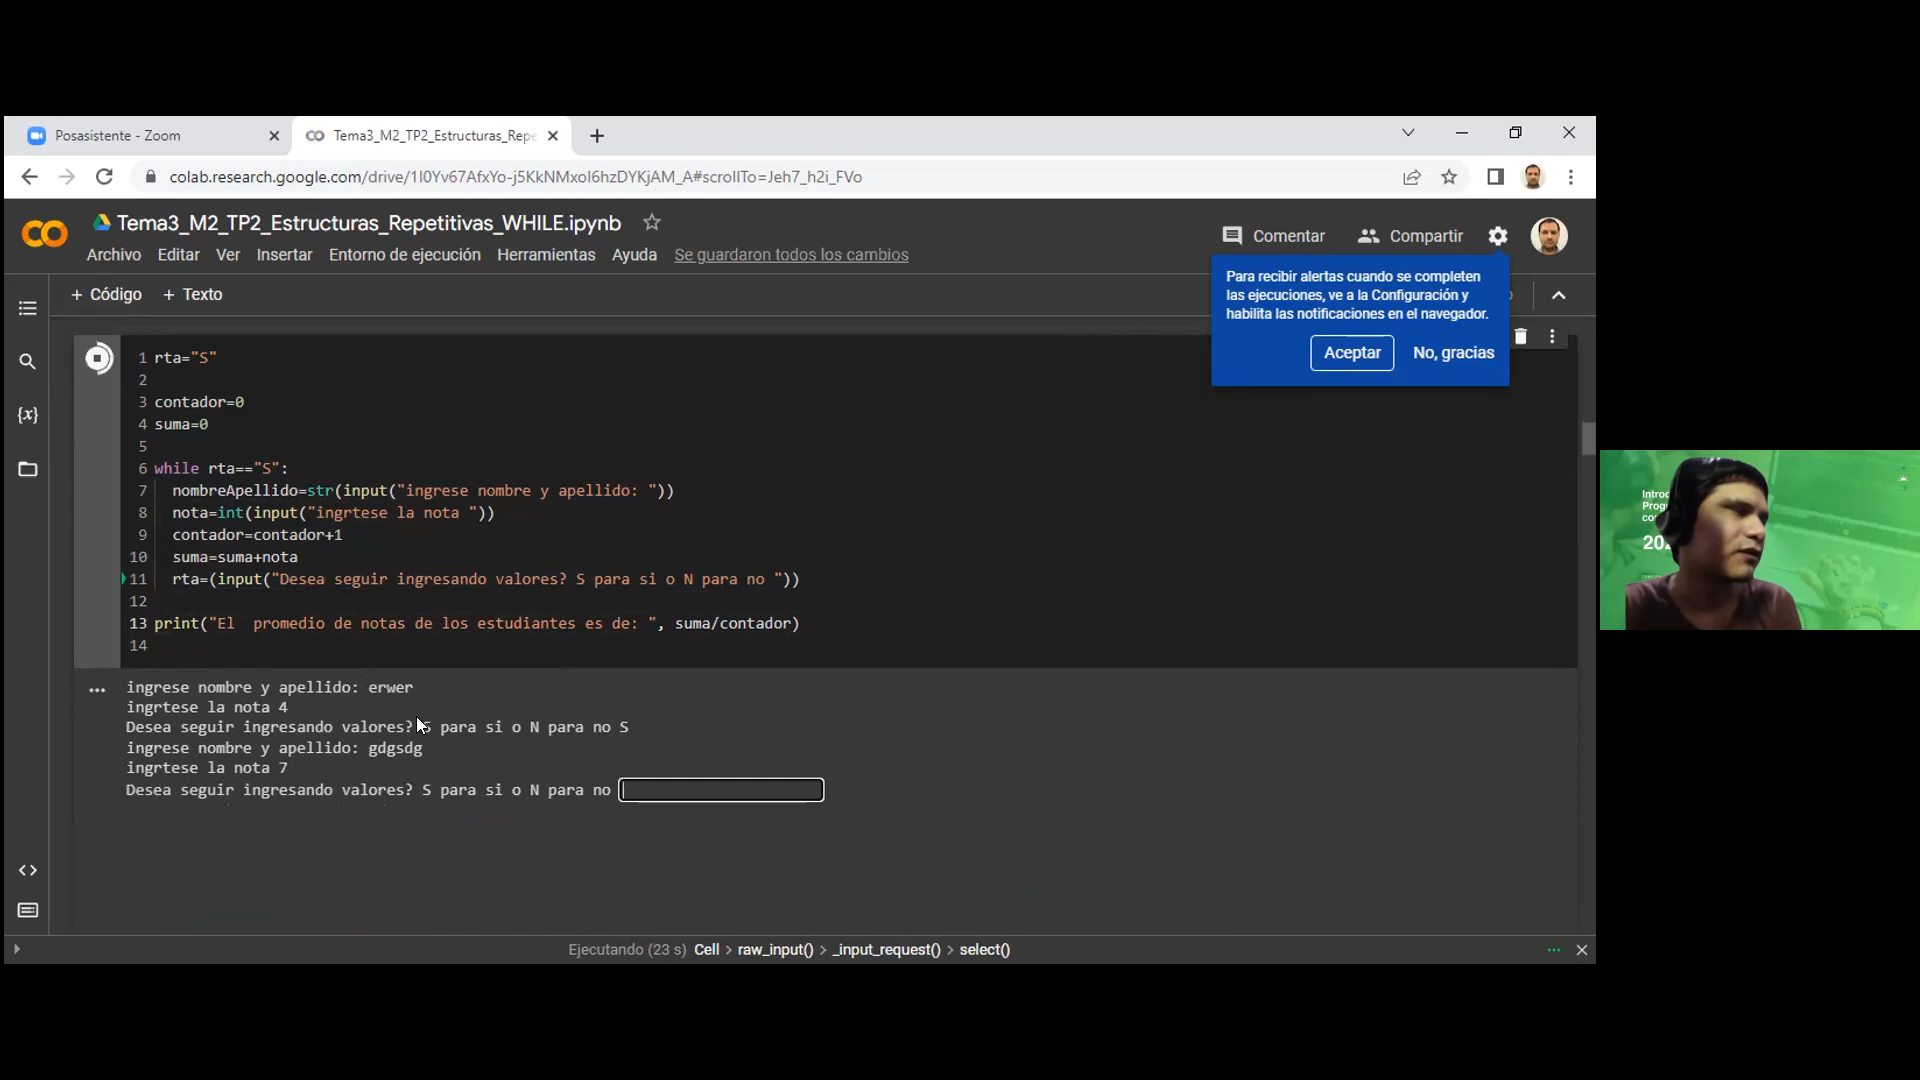 Posasistente - Zoom
Tema3_M2_TP2_Estructuras_Repe
colab.research.google.com/drive/1I0Yv67AfxYo-j5KkNMxoI6hzDYKjAM_A#scrollTo=Jeh7_h2i_FVo
Tema3_M2_TP2_Estructuras_Repetitivas_WHILE.ipynb
Archivo Editar Ver Insertar Entorno de ejecución Herramientas Ayuda Se guardaron todos los cambios
Comentar Compartir
+ Código + Texto
Para recibir alertas cuando se completen
las ejecuciones, ve a la Configuración y
habilita las notificaciones en el navegador.
Aceptar No, gracias
1 rta="S"
2
3 contador=0
4 suma=0
5
6 while rta=="S":
7 nombreApellido=str(input("ingrese nombre y apellido: "))
8 nota=int(input("ingrtese la nota "))
9 contador=contador+1
10 suma=suma+nota
11 rta=(input("Desea seguir ingresando valores? S para si o N para no "))
12
13 print("El  promedio de notas de los estudiantes es de: ", suma/contador)
14
ingrese nombre y apellido: erwer
ingrtese la nota 4
Desea seguir ingresando valores? S para si o N para no S
ingrese nombre y apellido: gdgsdg
ingrtese la nota 7
Desea seguir ingresando valores? S para si o N para no
Ejecutando (23 s) Cell > raw_input() > _input_request() > select()